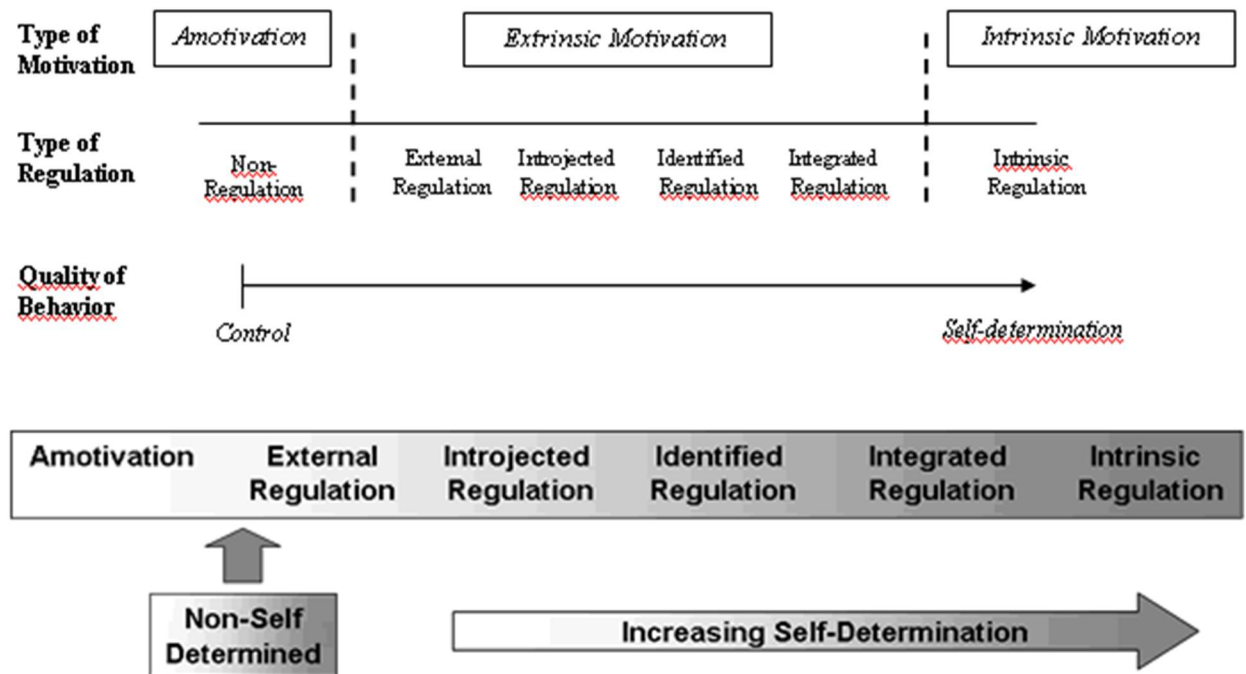 Type of
Motivation
Amotivation
Extrinsic Motivation
Intrinsic Motivation
Type of
Regulation
Non-
Regulation
External
Regulation
Introjected
Regulation
Identified
Regulation
Integrated
Regulation
Intrinsic
Regulation
Quality of
Behavior
Control
Self-determination
Amotivation
External
Regulation
Introjected
Regulation
Identified
Regulation
Integrated
Regulation
Intrinsic
Regulation
Non-Self
Determined
Increasing Self-Determination